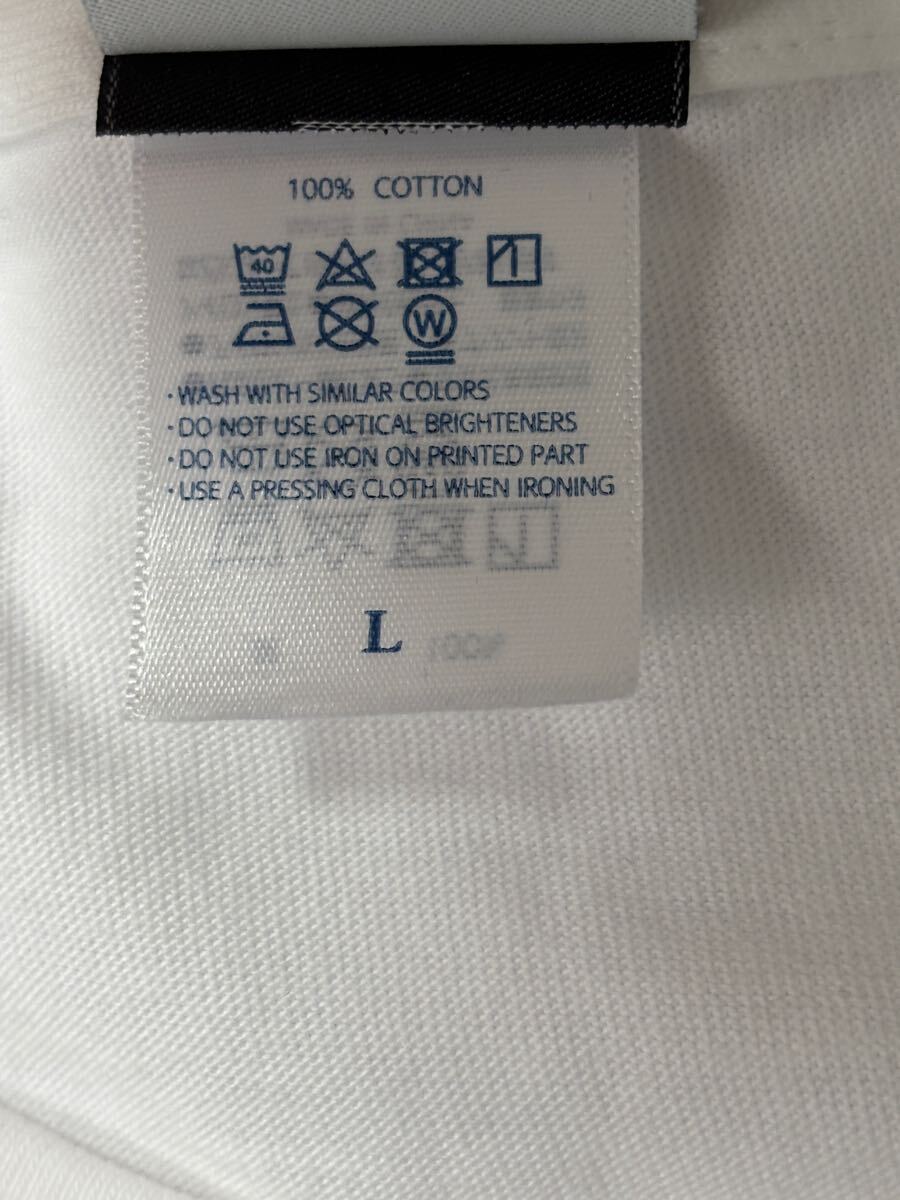 100% COTTON
40
W
· WASH WITH SIMILAR COLORS
· DO NOT USE OPTICAL BRIGHTENERS
· DO NOT USE IRON ON PRINTED PART
· USE A PRESSING CLOTH WHEN IRONING
L